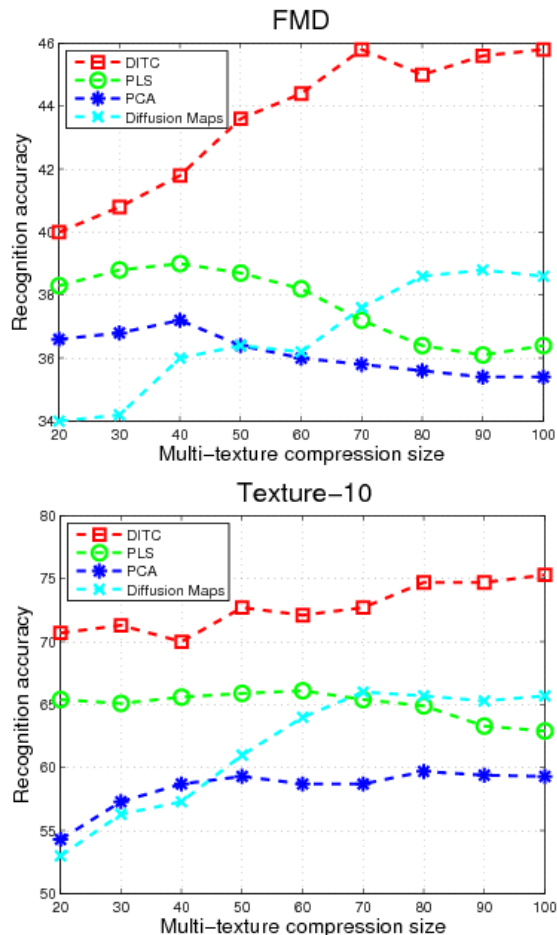 FMD
46
44
42
40
38
36
34
Recognition accuracy
DITC
PLS
PCA
Diffusion Maps
20 30 40 50 60 70 80 90 100
Multi-texture compression size
Texture-10
80
75
70
65
60
55
50
Recognition accuracy
DITC
PLS
PCA
Diffusion Maps
20 30 40 50 60 70 80 90 100
Multi-texture compression size